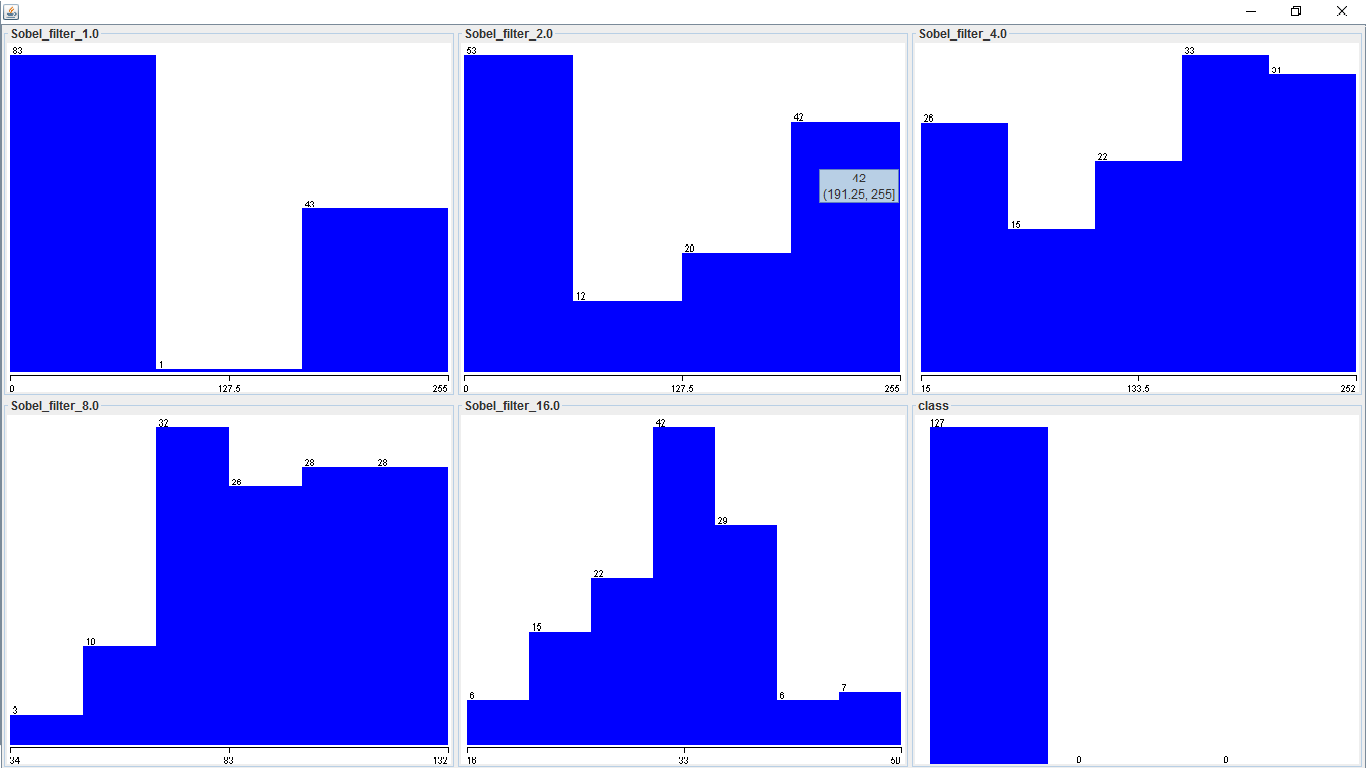 Sobel_filter_1.0
83
1
43
0 127.5 255
Sobel_filter_2.0
53
12
20
42
42
(191.25, 255]
0 127.5 255
Sobel_filter_4.0
26
15
22
33
31
15 133.5 252
Sobel_filter_8.0
3
10
32
26
28
28
34 83 132
Sobel_filter_16.0
6
15
22
42
29
6
7
16 33 50
class
127
0
0